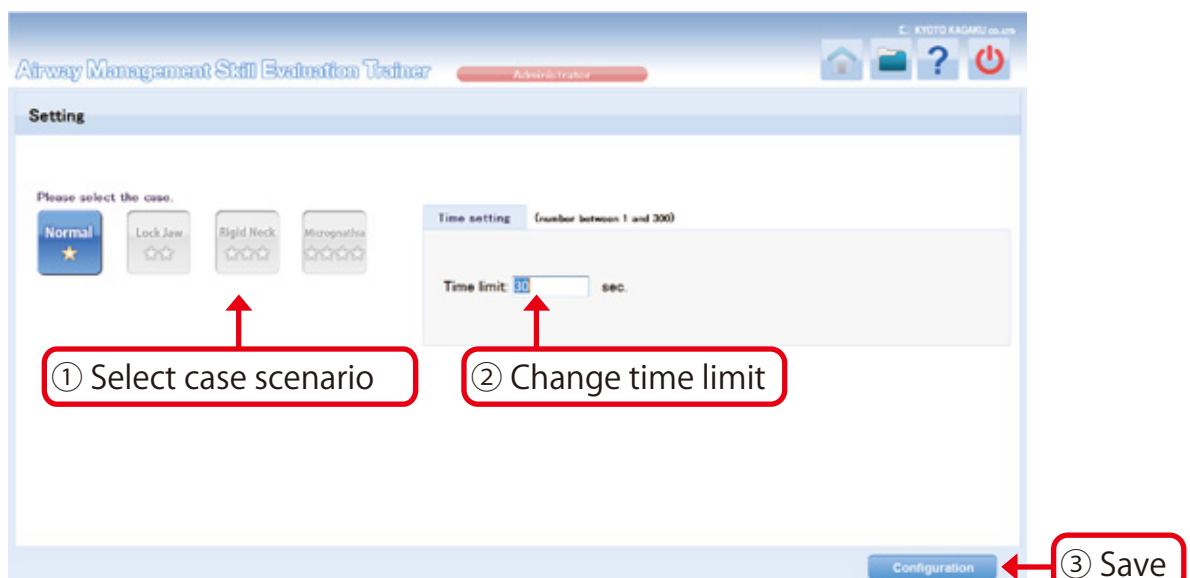 KYOTO KAGAKU co.,LTD
Airway Management Skill Evaluation Trainer
Administrator
Setting
Please select the case.
Normal
Lock Jaw
Rigid Neck
Micrognathia
Time setting (number between 1 and 300)
Time limit: 30 sec.
① Select case scenario
② Change time limit
Configuration
③ Save